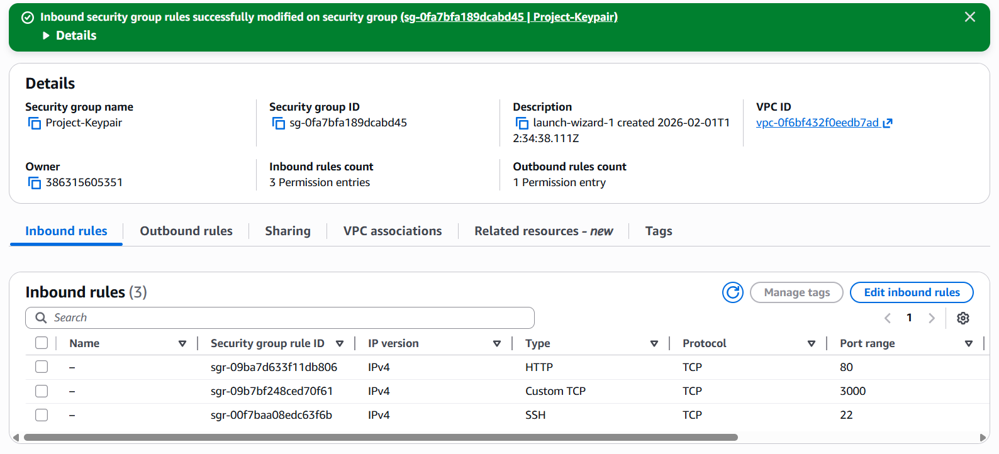 Inbound security group rules successfully modified on security group (sg-0fa7bfa189dcabd45 | Project-Keypair)
Details
Details
Security group name
Project-Keypair
Security group ID
sg-0fa7bfa189dcabd45
Description
launch-wizard-1 created 2026-02-01T1
2:34:38.111Z
VPC ID
vpc-0f6bf432f0eedb7ad
Owner
386315605351
Inbound rules count
3 Permission entries
Outbound rules count
1 Permission entry
Inbound rules Outbound rules Sharing VPC associations Related resources - new Tags
Inbound rules (3)
Manage tags Edit inbound rules
Search
1
Name Security group rule ID IP version Type Protocol Port range
– sgr-09ba7d633f11db806 IPv4 HTTP TCP 80
– sgr-09b7bf248ced70f61 IPv4 Custom TCP TCP 3000
– sgr-00f7baa08edc63f6b IPv4 SSH TCP 22